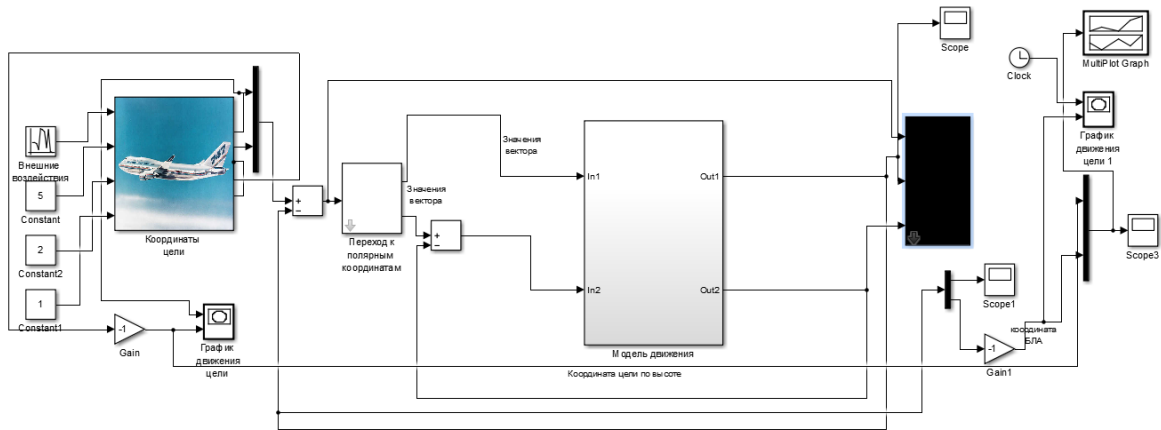 Scope
MultiPlot Graph
Clock
График
движения
цели 1
Внешние
воздействия
5
Constant
2
Constant2
1
Constant1
Координаты
цели
-1
Gain
График
движения
цели
+
−
Переход к
полярным
координатам
Значения
вектора
Значения
вектора
+
−
In1
In2
Out1
Out2
Модель движения
Координата цели по высоте
Scope1
-1
Gain1
координата
БЛА
Scope3